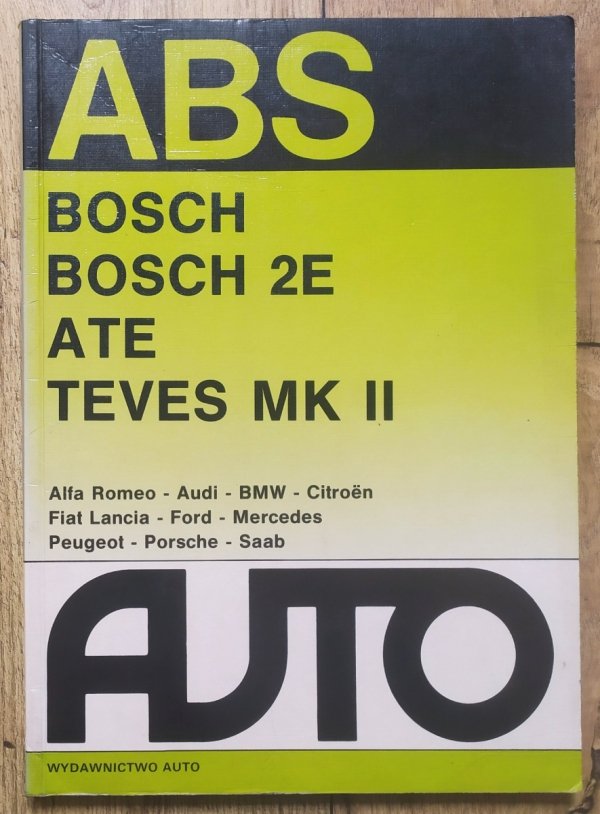 ABS
BOSCH
BOSCH 2E
ATE
TEVES MK II
Alfa Romeo - Audi - BMW - Citroën
Fiat Lancia - Ford - Mercedes
Peugeot - Porsche - Saab
AUTO
WYDAWNICTWO AUTO